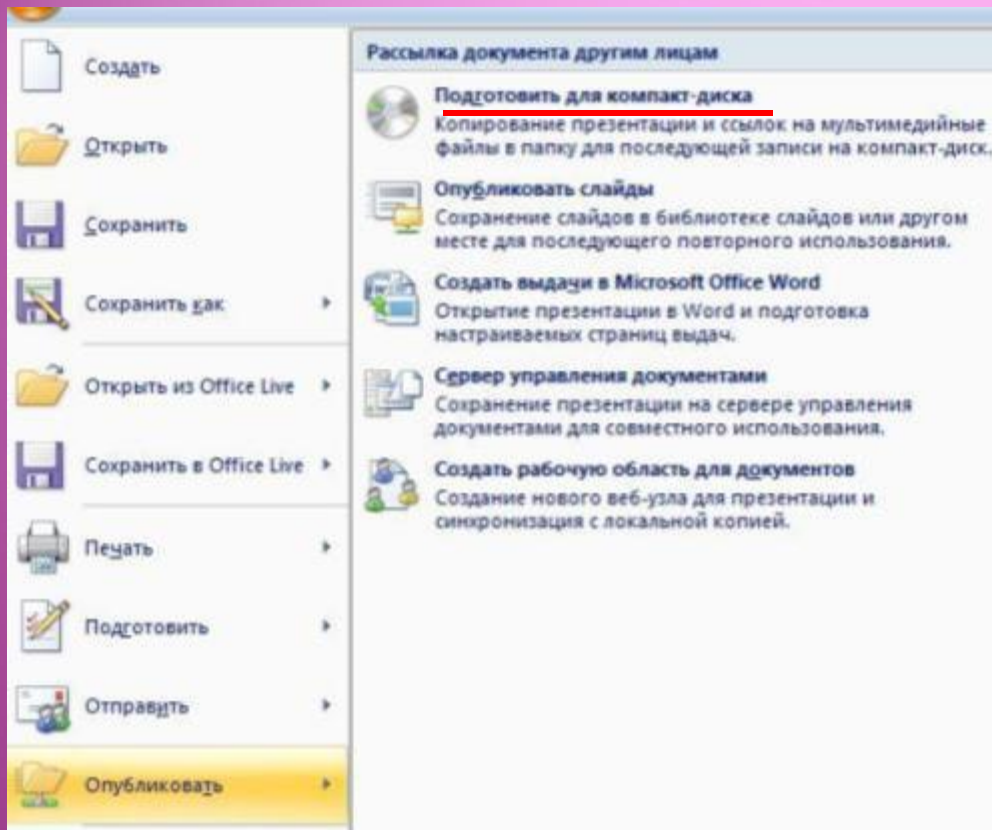 Создать
Открыть
Сохранить
Сохранить как
Открыть из Office Live
Сохранить в Office Live
Печать
Подготовить
Отправить
Опубликовать
Рассылка документа другим лицам
Подготовить для компакт-диска
Копирование презентации и ссылок на мультимедийные
файлы в папку для последующей записи на компакт-диск.
Опубликовать слайды
Сохранение слайдов в библиотеке слайдов или другом
месте для последующего повторного использования.
Создать выдачи в Microsoft Office Word
Открытие презентации в Word и подготовка
настраиваемых страниц выдач.
Сервер управления документами
Сохранение презентации на сервере управления
документами для совместного использования.
Создать рабочую область для документов
Создание нового веб-узла для презентации и
синхронизация с локальной копией.